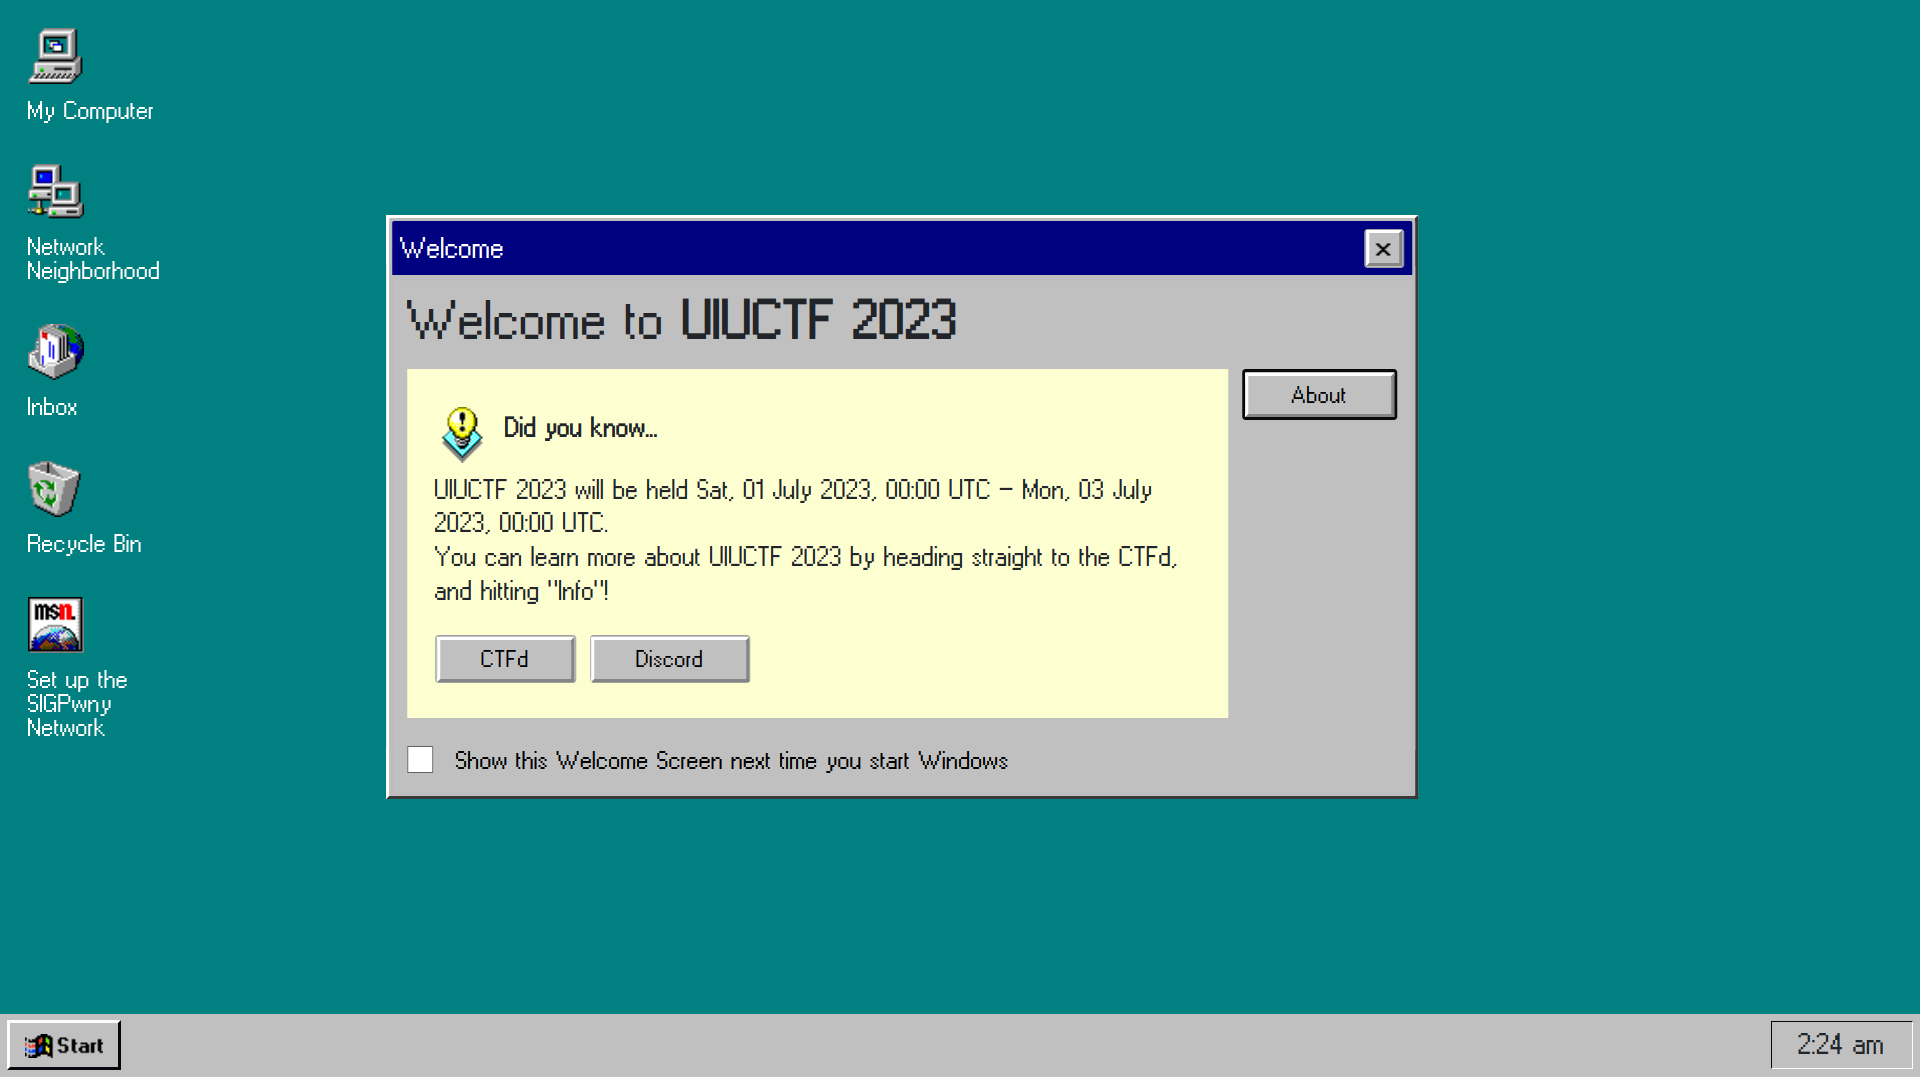 My Computer
Network
Neighborhood
Inbox
Recycle Bin
msn.
Set up the
SIGPwny
Network
Welcome
Welcome to UIUCTF 2023
About
Did you know...
UIUCTF 2023 will be held Sat, 01 July 2023, 00:00 UTC – Mon, 03 July
2023, 00:00 UTC.
You can learn more about UIUCTF 2023 by heading straight to the CTFd,
and hitting "Info"!
CTFd
Discord
Show this Welcome Screen next time you start Windows
Start
2:24 am